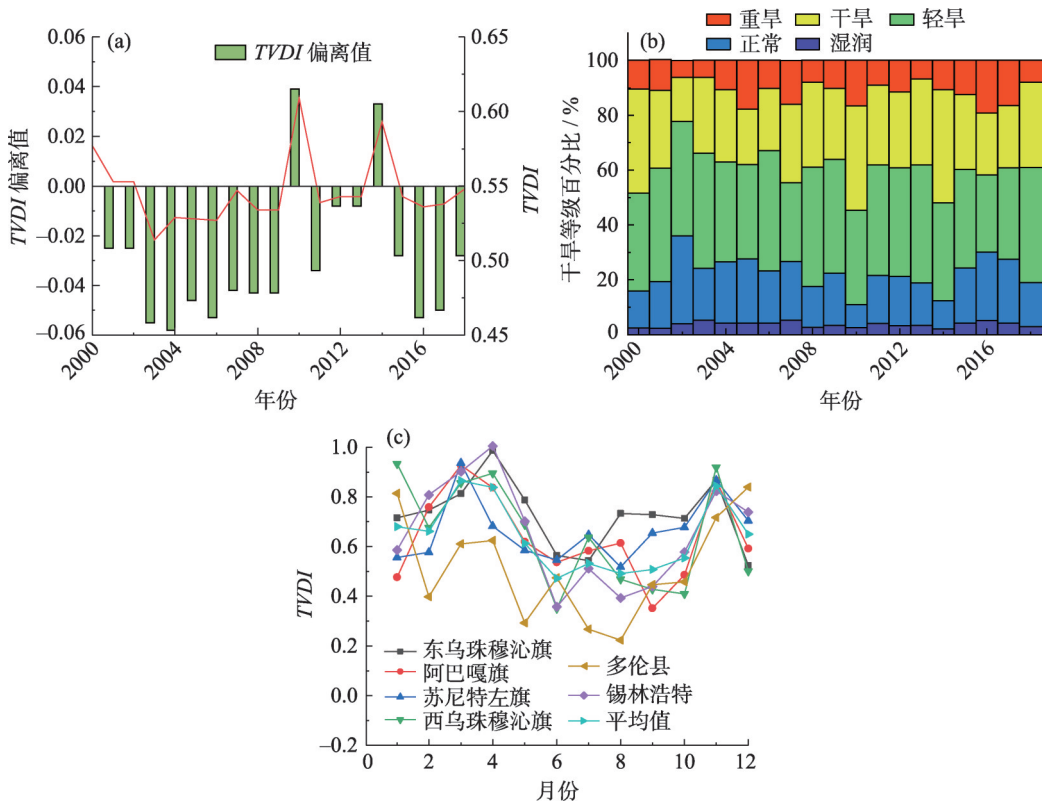 (a)
TVDI 偏离值
0.06
0.04
0.02
0.00
−0.02
−0.04
−0.06
TVDI 偏离值
0.65
0.60
0.55
0.50
0.45
TVDI
2000
2004
2008
2012
2016
年份
重旱
干旱
轻旱
正常
湿润
(b)
100
80
60
40
20
0
干旱等级百分比 / %
2000
2004
2008
2012
2016
年份
(c)
1.0
0.8
0.6
0.4
0.2
0.0
−0.2
TVDI
东乌珠穆沁旗
阿巴嘎旗
苏尼特左旗
西乌珠穆沁旗
多伦县
锡林浩特
平均值
0
2
4
6
8
10
12
月份